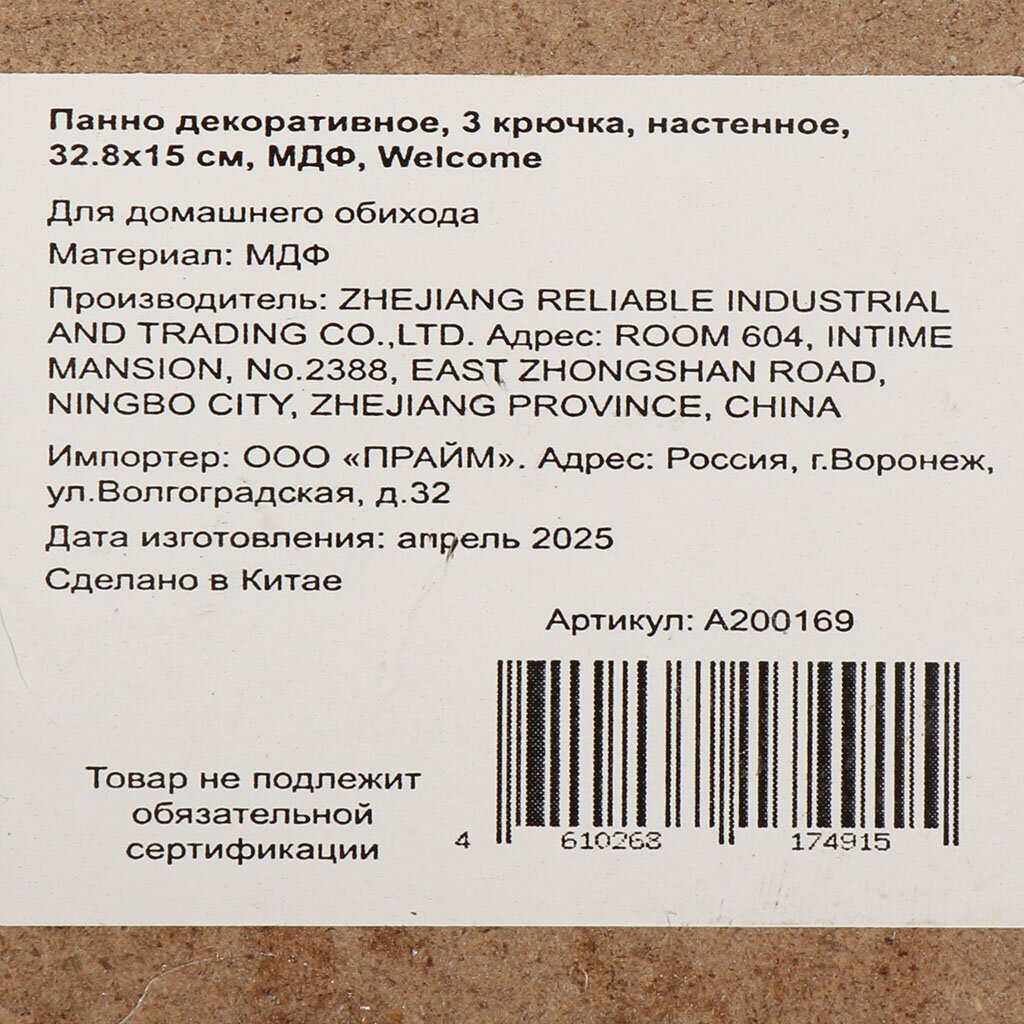 Панно декоративное, 3 крючка, настенное,
32.8х15 см, МДФ, Welcome
Для домашнего обихода
Материал: МДФ
Производитель: ZHEJIANG RELIABLE INDUSTRIAL
AND TRADING CO.,LTD. Адрес: ROOM 604, INTIME
MANSION, No.2388, EAST ZHONGSHAN ROAD,
NINGBO CITY, ZHEJIANG PROVINCE, CHINA
Импортер: ООО «ПРАЙМ». Адрес: Россия, г.Воронеж,
ул.Волгоградская, д.32
Дата изготовления: апрель 2025
Сделано в Китае
Артикул: А200169
Товар не подлежит
обязательной
сертификации
4 610268 174915